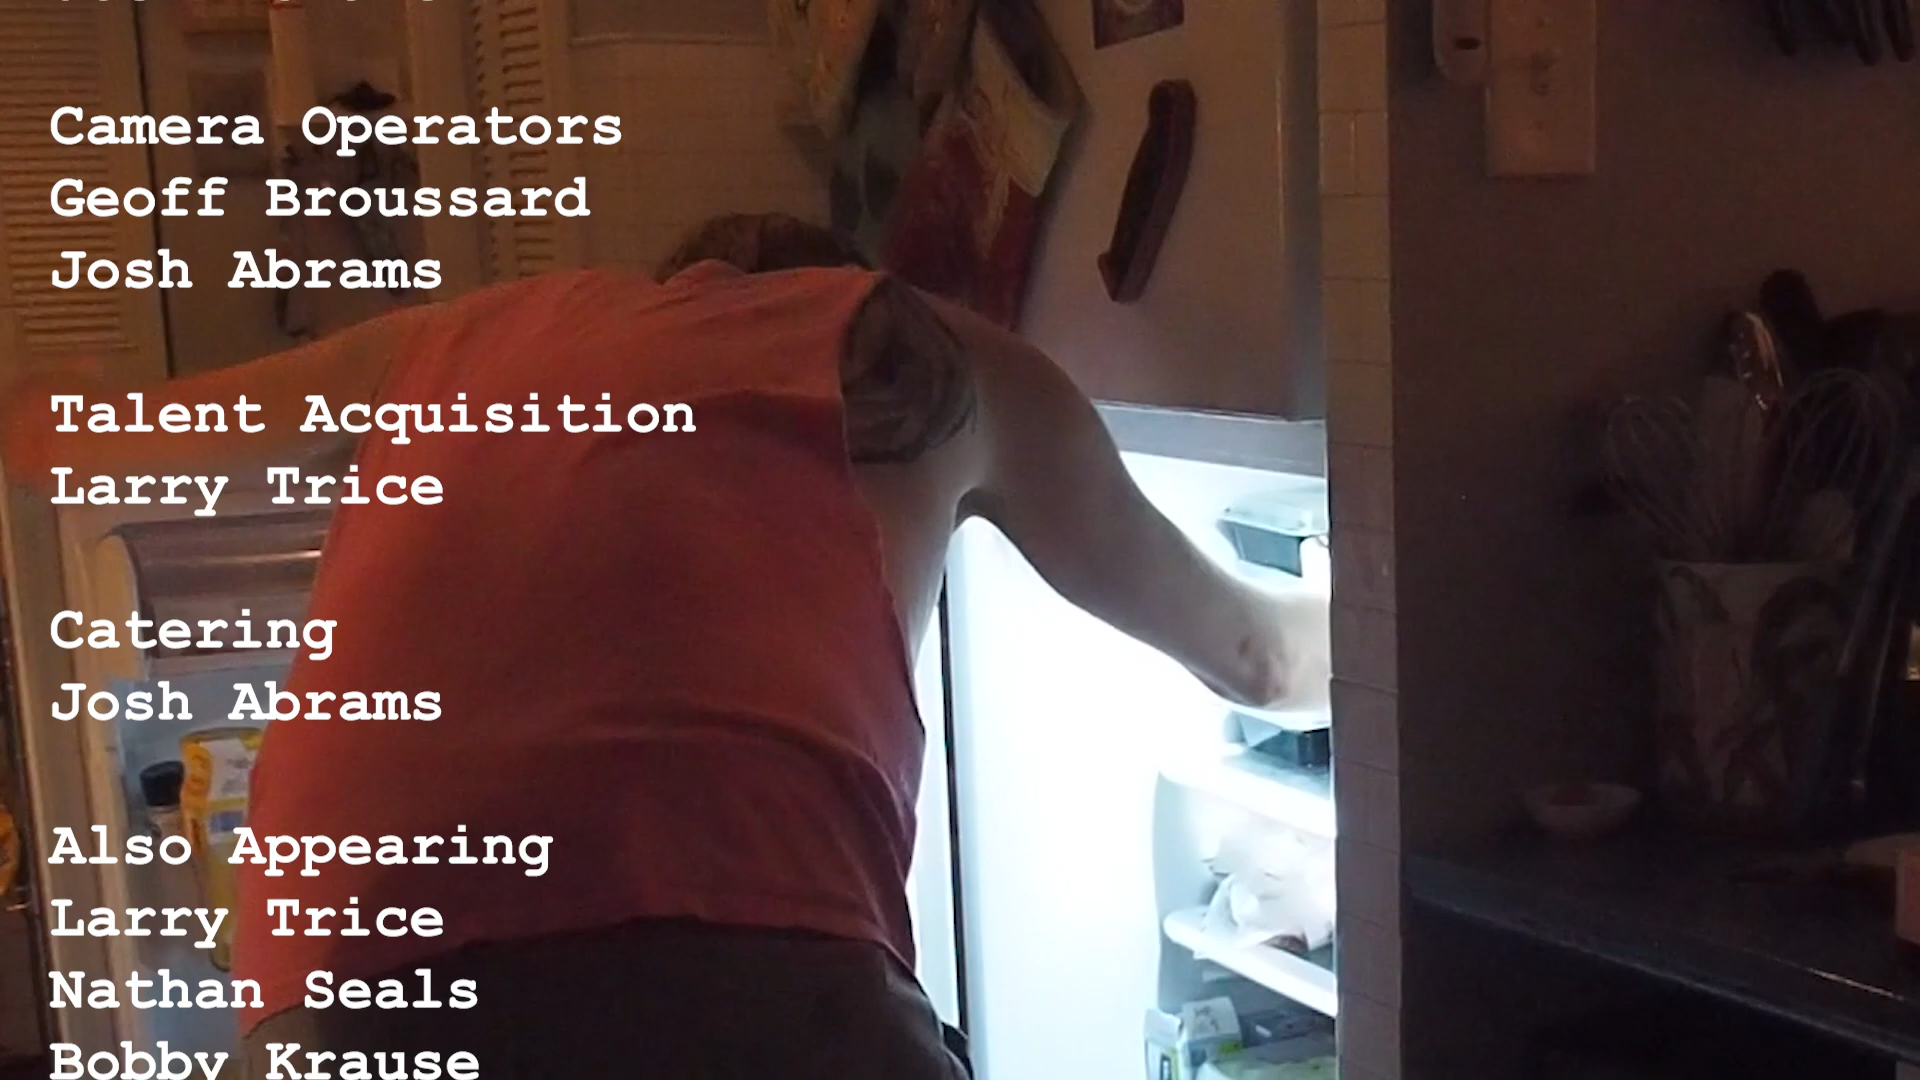 Camera Operators
Geoff Broussard
Josh Abrams
Talent Acquisition
Larry Trice
Catering
Josh Abrams
Also Appearing
Larry Trice
Nathan Seals
Bobby Krause